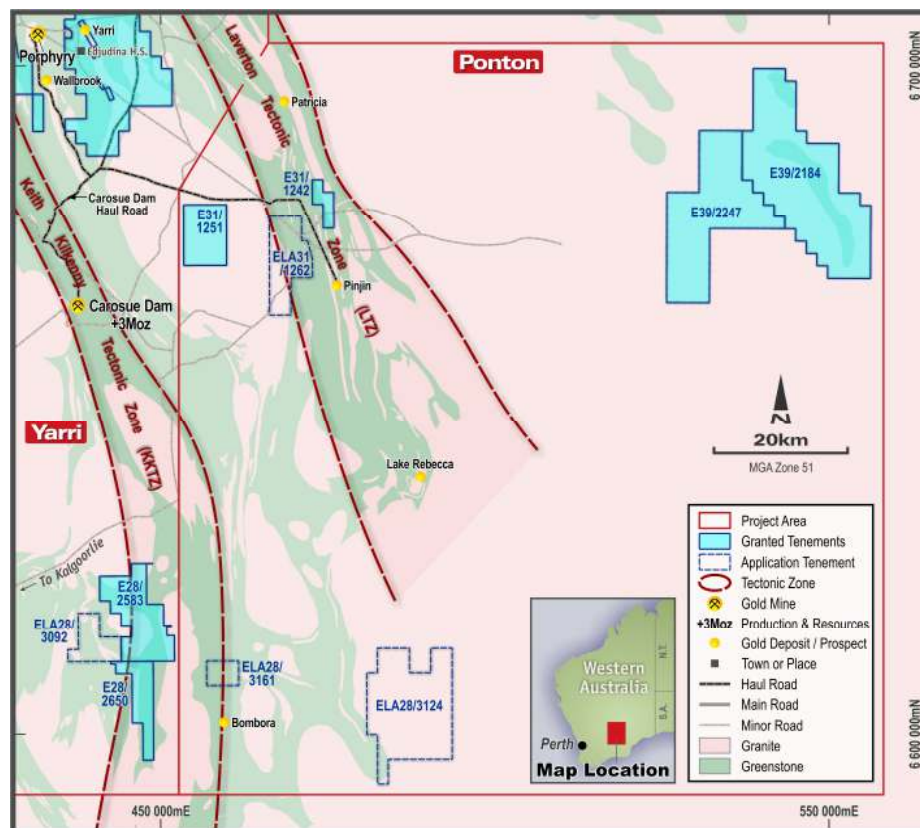 Yarri
Edjudina H.S.
Porphyry
Wallbrook
Laverton
Tectonic
Zone
(LTZ)
Ponton
6 700 000mN
Patricia
Keith
Kilkenny
Tectonic
Zone
(KKTZ)
Carosue Dam
Haul Road
E31/
1242
E31/
1251
ELA31
/1262
Pinjin
E39/2184
E39/2247
Carosue Dam
+3Moz
Yarri
N
20km
MGA Zone 51
Lake Rebecca
To Kalgoorlie
E28/
2583
ELA28/
3092
E28/
2650
ELA28/
3161
Bombora
ELA28/3124
Western
Australia
N.T.
S.A.
Perth
Map Location
Project Area
Granted Tenements
Application Tenement
Tectonic Zone
Gold Mine
+3Moz Production & Resources
Gold Deposit / Prospect
Town or Place
Haul Road
Main Road
Minor Road
Granite
Greenstone
6 600 000mN
450 000mE
550 000mE